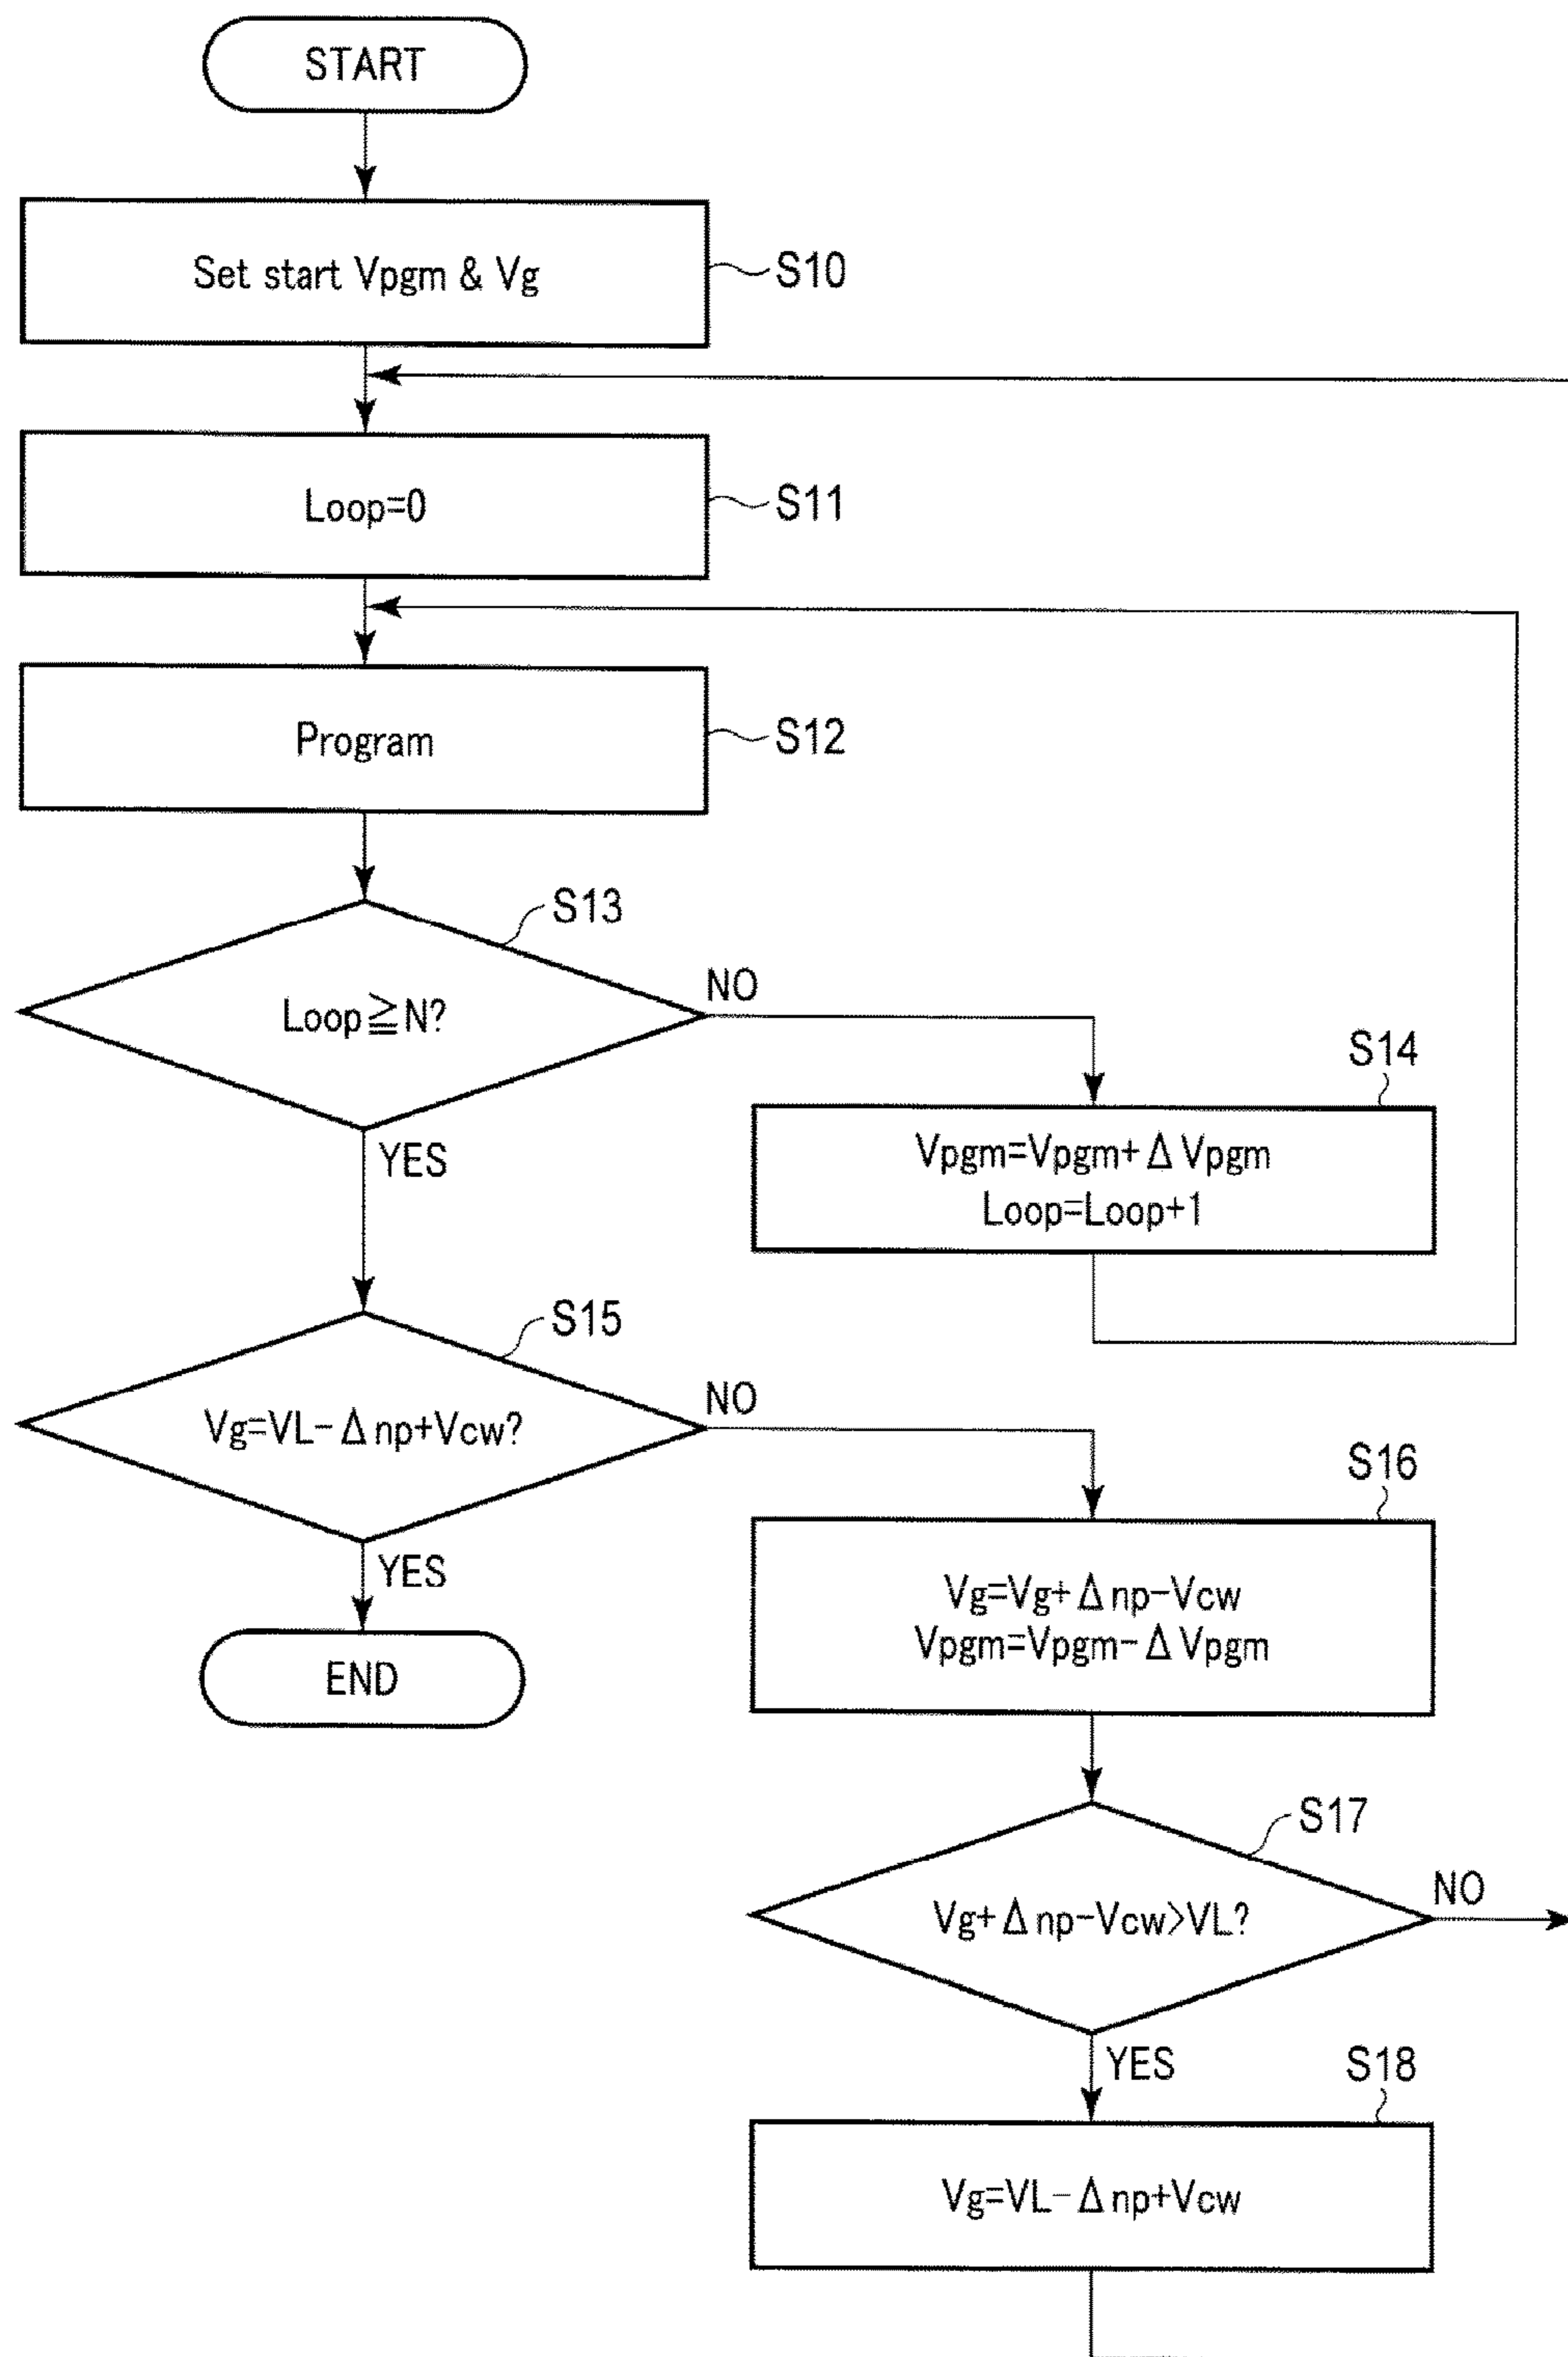 START
Set start Vpgm & Vg
S10
Loop=0
S11
Program
S12
S13
Loop≧N?
NO
YES
S14
Vpgm=Vpgm+ΔVpgm
Loop=Loop+1
S15
Vg=VL-Δnp+Vcw?
NO
YES
END
S16
Vg=Vg+Δnp-Vcw
Vpgm=Vpgm-ΔVpgm
S17
Vg+Δnp-Vcw>VL?
NO
YES
S18
Vg=VL-Δnp+Vcw